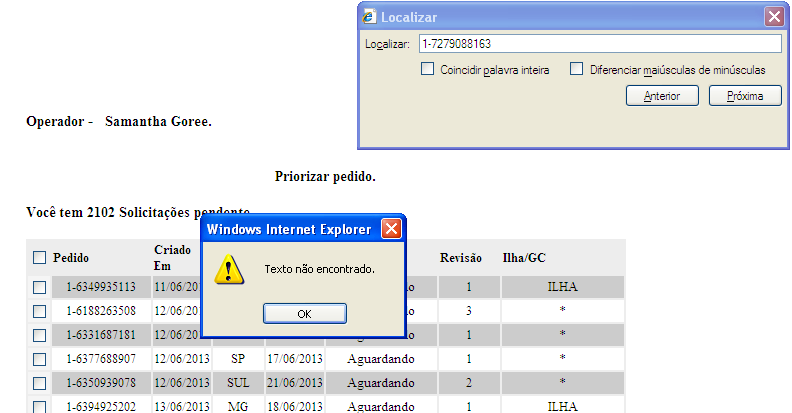 Localizar
Localizar: 1-7279088163
Coincidir palavra inteira Diferenciar maiúsculas de minúsculas
Anterior Próxima
Operador - Samantha Goree.
Priorizar pedido.
Você tem 2102 Solicitações pendente
Windows Internet Explorer
Texto não encontrado.
OK
Pedido Criado Em Revisão Ilha/GC
1-6349935113 11/06/20 1 ILHA
1-6188263508 12/06/ 3 *
1-6331687181 12/06/ 1 *
1-6377688907 12/06/2013 SP 17/06/2013 Aguardando 1 *
1-6350939078 12/06/2013 SUL 21/06/2013 Aguardando 2 *
1-6394925202 13/06/2013 MG 18/06/2013 Aguardando 1 ILHA